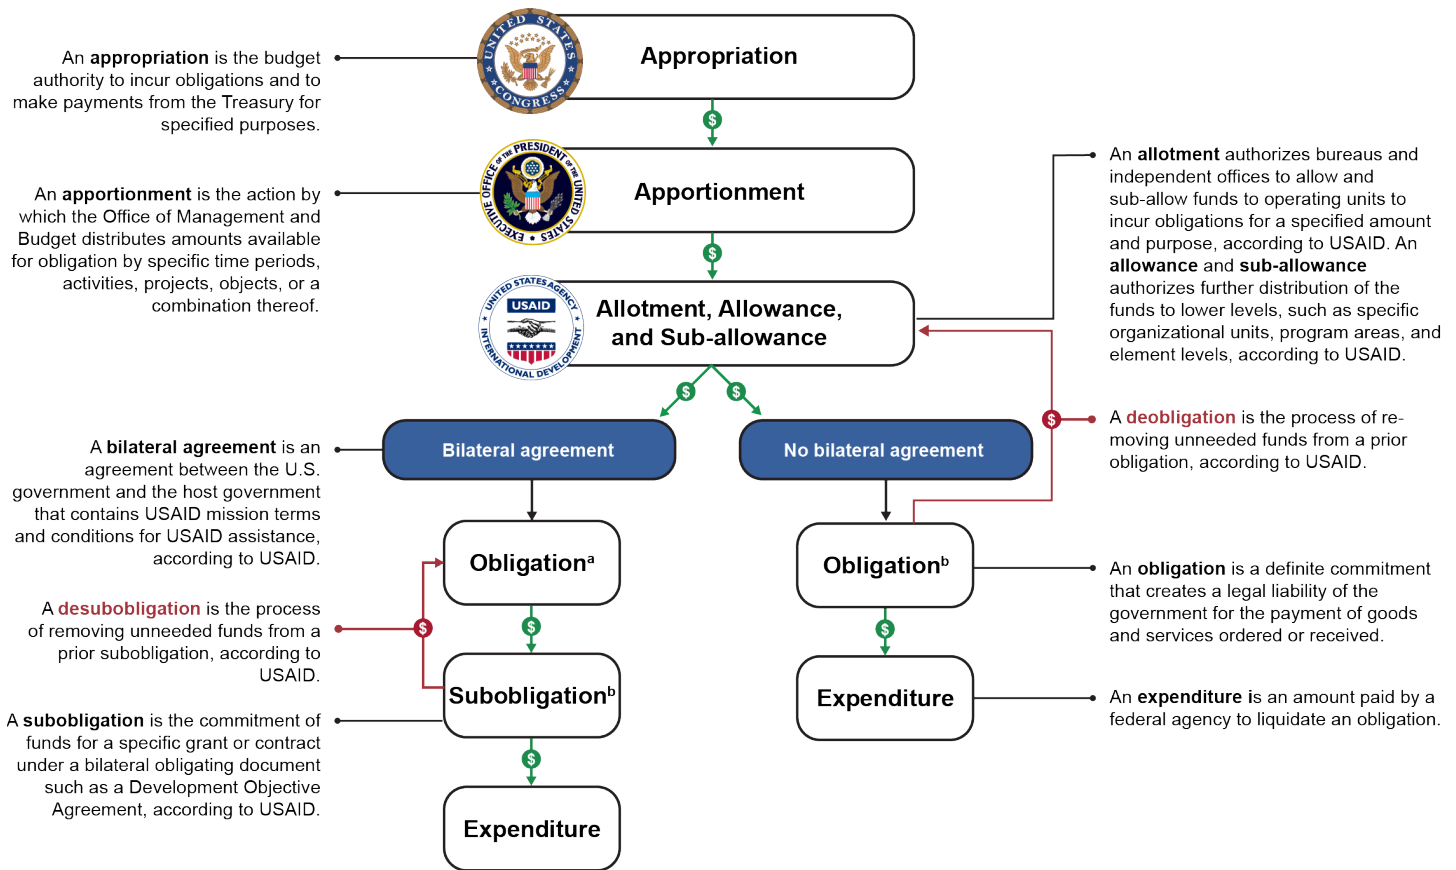 An appropriation is the budget
authority to incur obligations and to
make payments from the Treasury for
specified purposes.
UNITED STATES
CONGRESS
Appropriation
$
An apportionment is the action by
which the Office of Management and
Budget distributes amounts available
for obligation by specific time periods,
activities, projects, objects, or a
combination thereof.
EXECUTIVE OFFICE OF THE PRESIDENT OF THE UNITED STATES
Apportionment
$
An allotment authorizes bureaus and
independent offices to allow and
sub-allow funds to operating units to
incur obligations for a specified amount
and purpose, according to USAID. An
allowance and sub-allowance
authorizes further distribution of the
funds to lower levels, such as specific
organizational units, program areas, and
element levels, according to USAID.
UNITED STATES AGENCY
USAID
INTERNATIONAL DEVELOPMENT
Allotment, Allowance,
and Sub-allowance
$
$
A bilateral agreement is an
agreement between the U.S.
government and the host government
that contains USAID mission terms
and conditions for USAID assistance,
according to USAID.
Bilateral agreement
No bilateral agreement
$
A deobligation is the process of re-
moving unneeded funds from a prior
obligation, according to USAID.
Obligationa
Obligationb
An obligation is a definite commitment
that creates a legal liability of the
government for the payment of goods
and services ordered or received.
A desubobligation is the process
of removing unneeded funds from a
prior subobligation, according to
USAID.
$
$
$
Subobligationb
Expenditure
An expenditure is an amount paid by a
federal agency to liquidate an obligation.
A subobligation is the commitment of
funds for a specific grant or contract
under a bilateral obligating document
such as a Development Objective
Agreement, according to USAID.
$
Expenditure